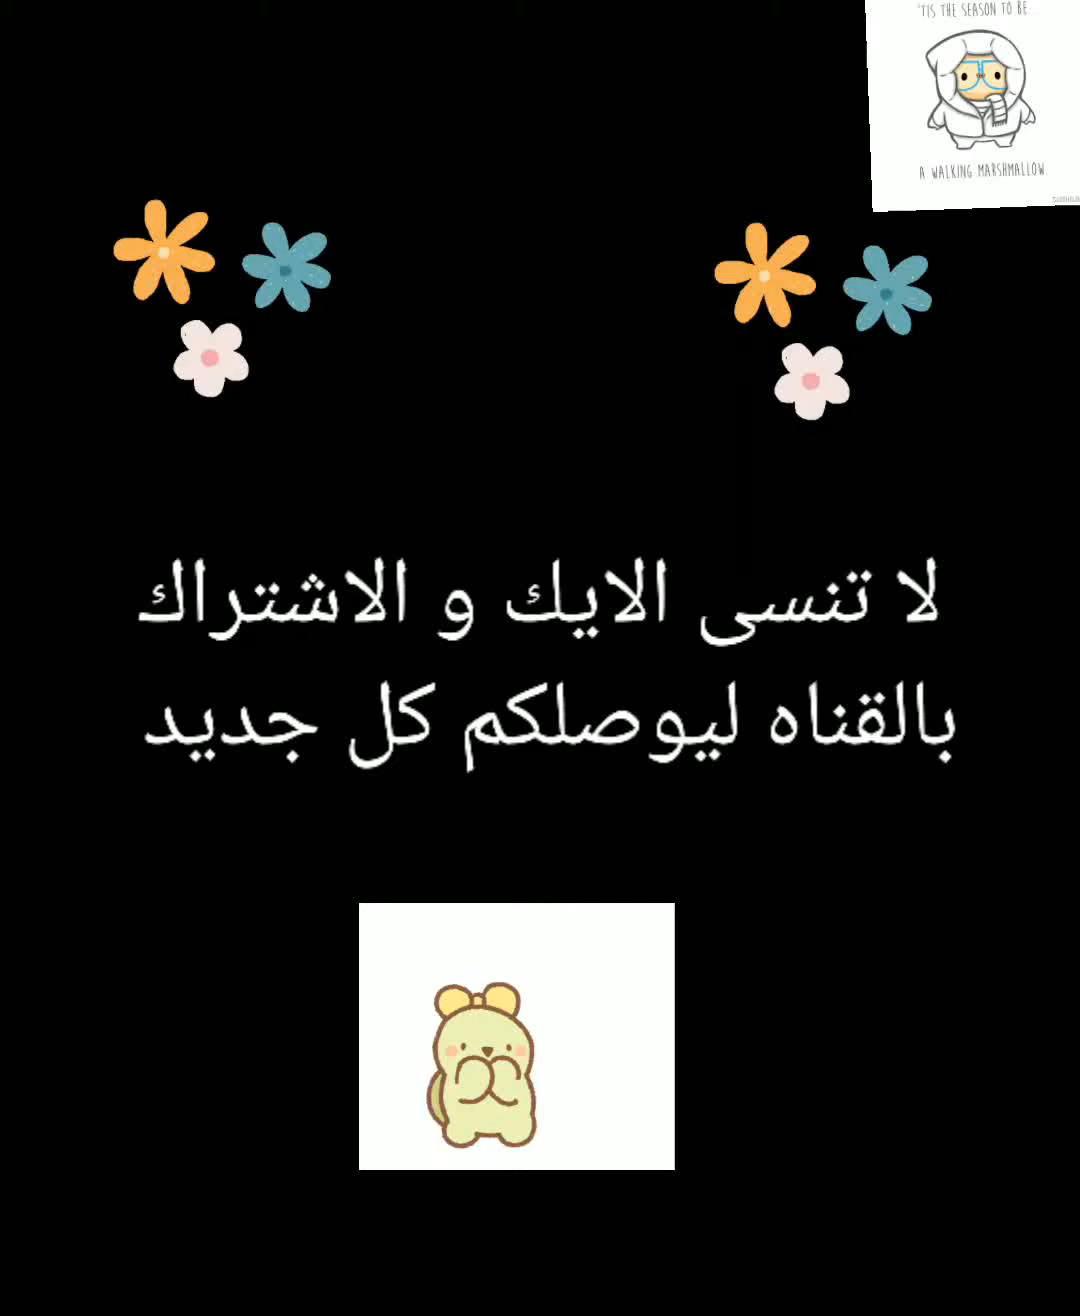 'TIS THE SEASON TO BE...
A WALKING MARSHMALLOW.
لا تنسى الايك و الاشتراك
بالقناه ليوصلكم كل جديد